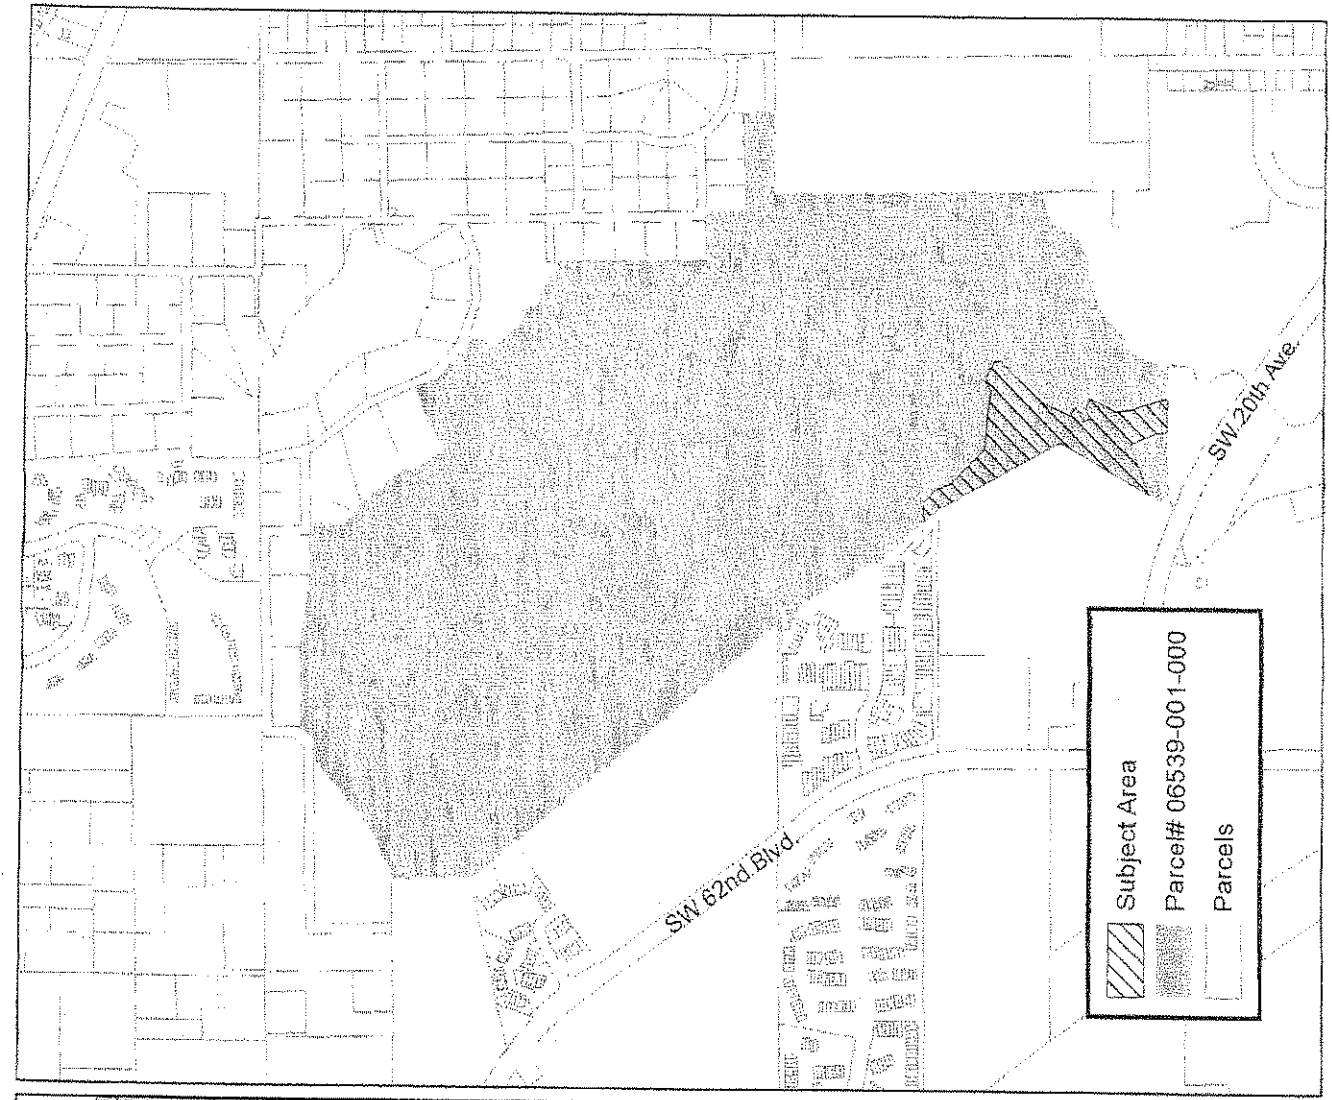 SW 62nd Blvd.
SW 20th Ave.
Subject Area
Parcel# 06539-001-000
Parcels